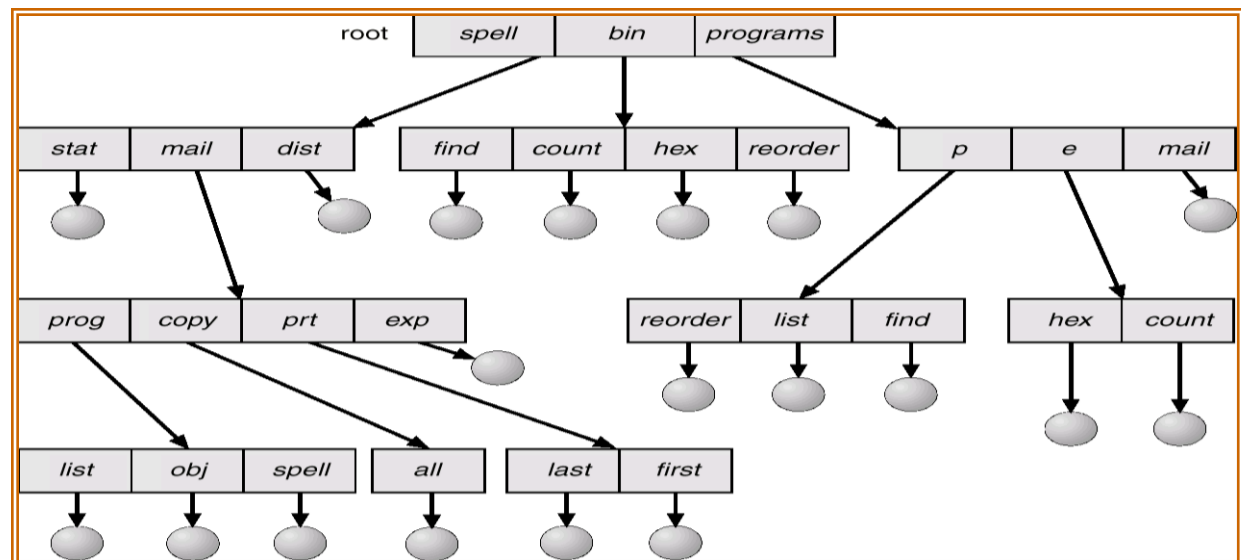 root spell bin programs
stat mail dist find count hex reorder p e mail
prog copy prt exp reorder list find hex count
list obj spell all last first